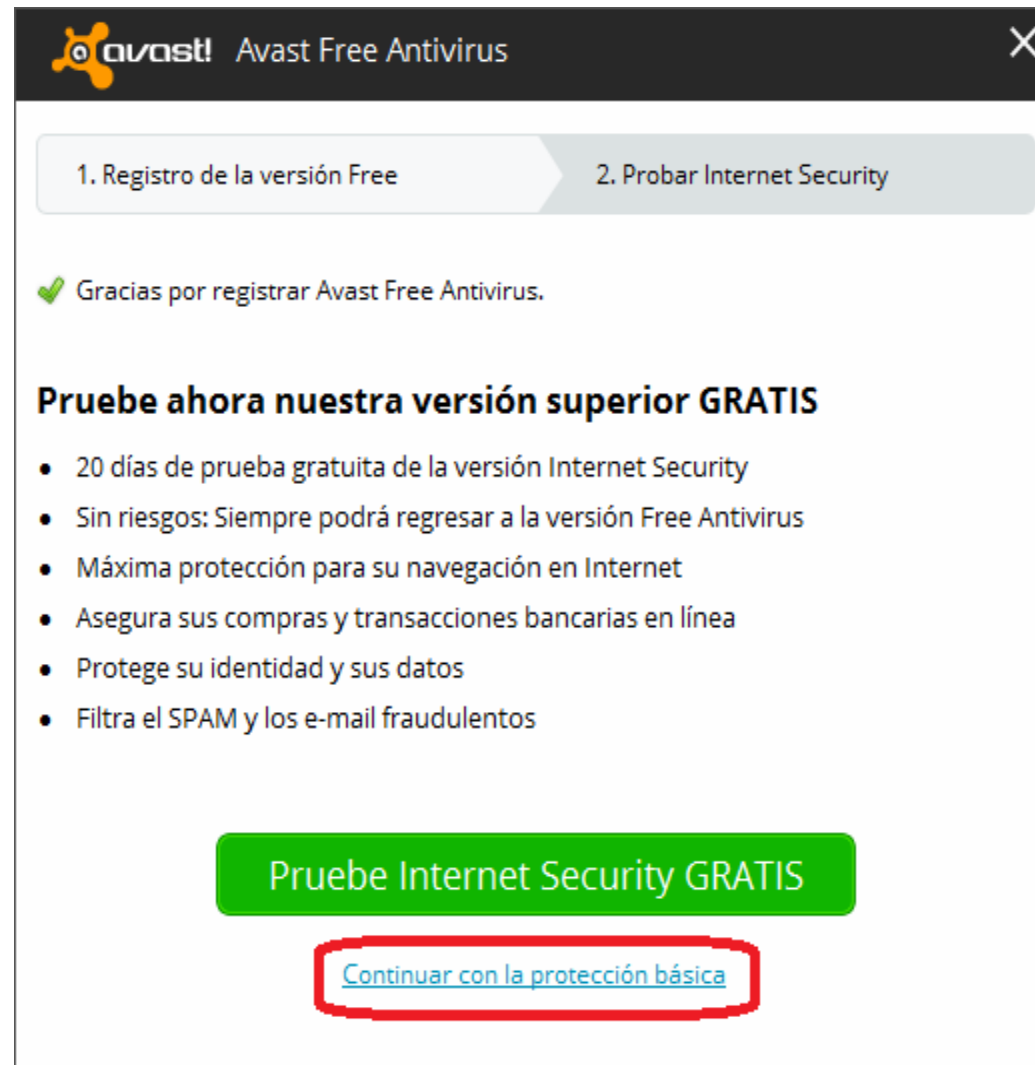 avast! Avast Free Antivirus
1. Registro de la versión Free
2. Probar Internet Security
Gracias por registrar Avast Free Antivirus.
Pruebe ahora nuestra versión superior GRATIS
• 20 días de prueba gratuita de la versión Internet Security
• Sin riesgos: Siempre podrá regresar a la versión Free Antivirus
• Máxima protección para su navegación en Internet
• Asegura sus compras y transacciones bancarias en línea
• Protege su identidad y sus datos
• Filtra el SPAM y los e-mail fraudulentos
Pruebe Internet Security GRATIS
Continuar con la protección básica